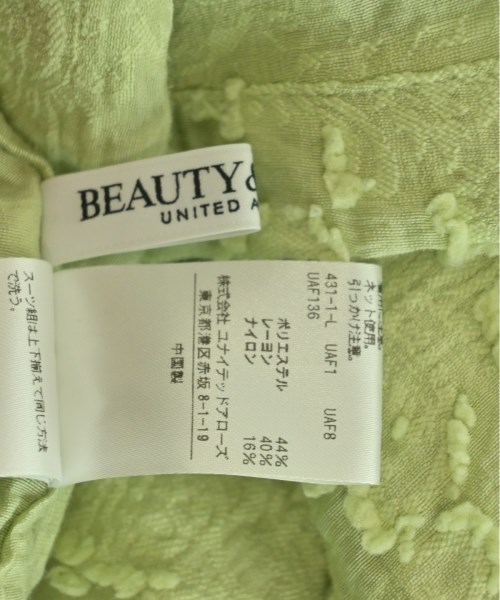 BEAUTY &
UNITED A
ネット使用。
引っかけ注意。
431-1-L UAF1 UAF8
UAF136
ポリエステル 44%
レーヨン 40%
ナイロン 16%
株式会社 ユナイテッドアローズ
東京都港区赤坂 8-1-19
中国製
スーツ組は上下揃えて同じ方法
で洗う。